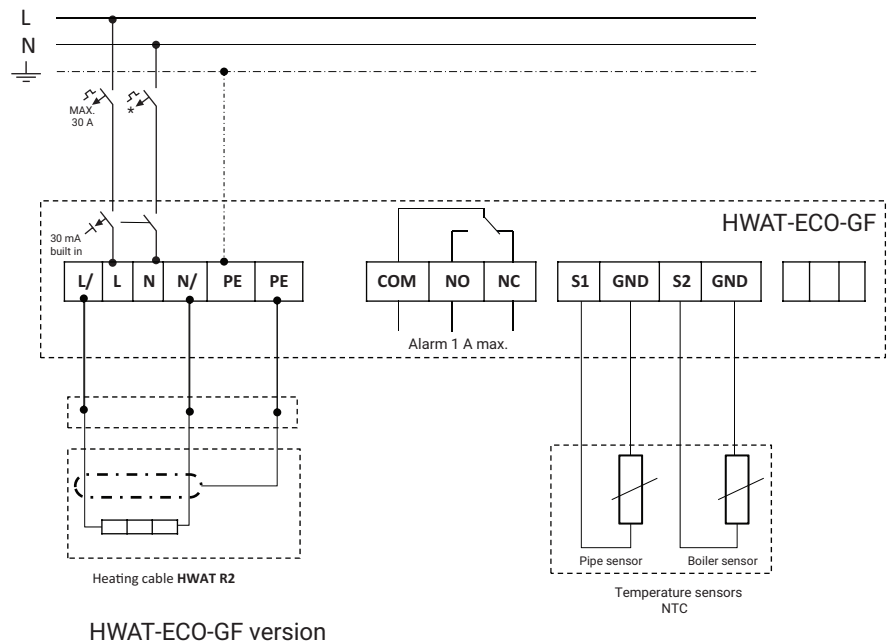 L
N
MAX.
30 A
*
HWAT-ECO-GF
30 mA
built in
L/ L N N/ PE PE
COM NO NC
S1 GND S2 GND
Alarm 1 A max.
Pipe sensor
Boiler sensor
Heating cable HWAT R2
Temperature sensors
NTC
HWAT-ECO-GF version